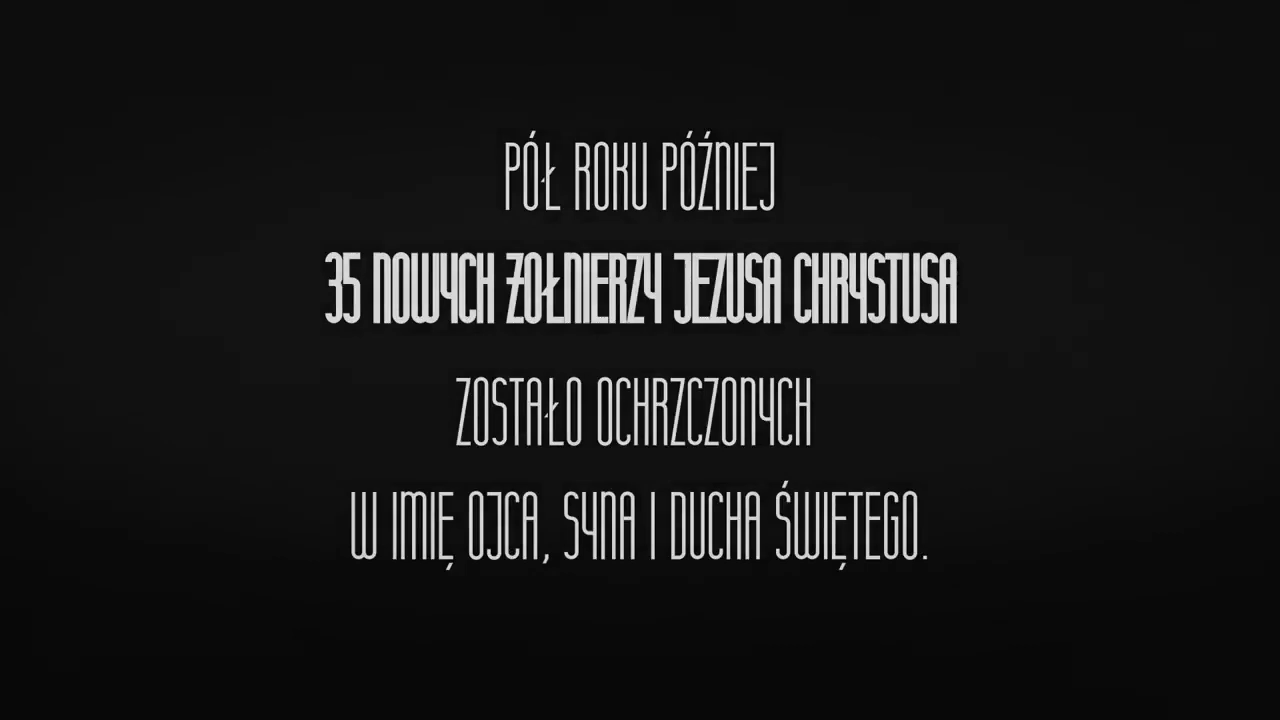 PÓŁ ROKU PÓŹNIEJ
35 NOWYCH ŻOŁNIERZY JEZUSA CHRYSTUSA
ZOSTAŁO OCHRZCZONYCH
W IMIĘ OJCA, SYNA I DUCHA ŚWIĘTEGO.